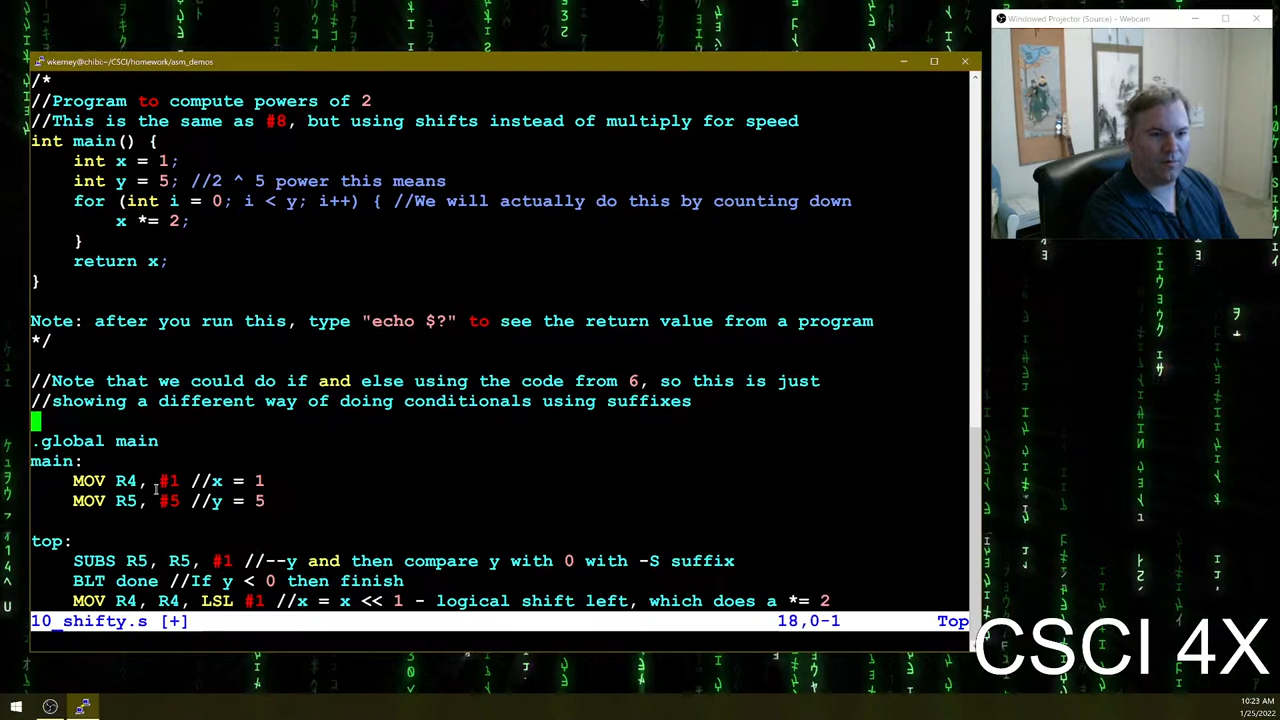 Windowed Projector (Source) - Webcam
wkerney@chibi:~/CSCI/homework/asm_demos
/*
//Program to compute powers of 2
//This is the same as #8, but using shifts instead of multiply for speed
int main() {
int x = 1;
int y = 5; //2 ^ 5 power this means
for (int i = 0; i < y; i++) { //We will actually do this by counting down
x *= 2;
}
return x;
}
Note: after you run this, type "echo $?" to see the return value from a program
*/
//Note that we could do if and else using the code from 6, so this is just
//showing a different way of doing conditionals using suffixes
.global main
main:
MOV R4, #1 //x = 1
MOV R5, #5 //y = 5
top:
SUBS R5, R5, #1 //--y and then compare y with 0 with -S suffix
BLT done //If y < 0 then finish
MOV R4, R4, LSL #1 //x = x << 1 - logical shift left, which does a *= 2
10_shifty.s [+] 18,0-1 Top
CSCI 4X
10:23 AM
1/25/2022